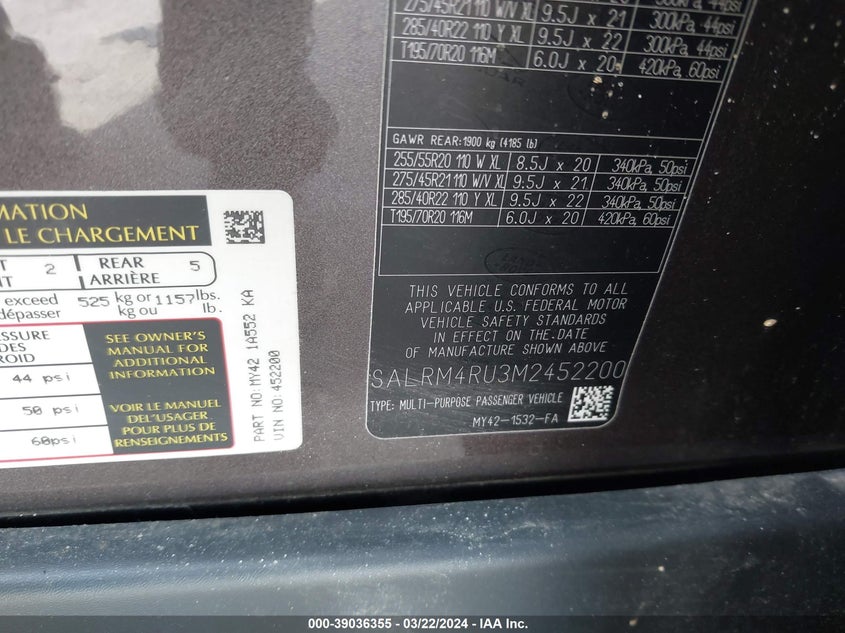 275/45R21 110 W/V XL 9.5J x 21 300kPa, 44psi
285/40R22 110 Y XL 9.5J x 22 300kPa, 44psi
T195/70R20 116M 6.0J x 20 420kPa, 60psi
GAWR REAR: 1900 kg (4185 lb)
255/55R20 110 W XL 8.5J x 20 340kPa, 50psi
275/45R21 110 W/V XL 9.5J x 21 340kPa, 50psi
285/40R22 110 Y XL 9.5J x 22 340kPa, 50psi
T195/70R20 116M 6.0J x 20 420kPa, 60psi
THIS VEHICLE CONFORMS TO ALL
APPLICABLE U.S. FEDERAL MOTOR
VEHICLE SAFETY STANDARDS
IN EFFECT ON THE DATE
OF MANUFACTURE SHOWN ABOVE
SALRM4RU3M2452200
TYPE: MULTI-PURPOSE PASSENGER VEHICLE
MY42-1532-FA
MATION
LE CHARGEMENT
2 REAR 5
ARRIÈRE
exceed 525 kg or 1157 lbs.
dépasser kg ou lb.
SEE OWNER'S
MANUAL FOR
ADDITIONAL
INFORMATION
VOIR LE MANUEL
DE L'USAGER
POUR PLUS DE
RENSEIGNEMENTS
44 psi
50 psi
60psi
PART NO: MY42 1A552 KA
VIN NO: 452200
000-39036355 - 03/22/2024 - IAAI.com